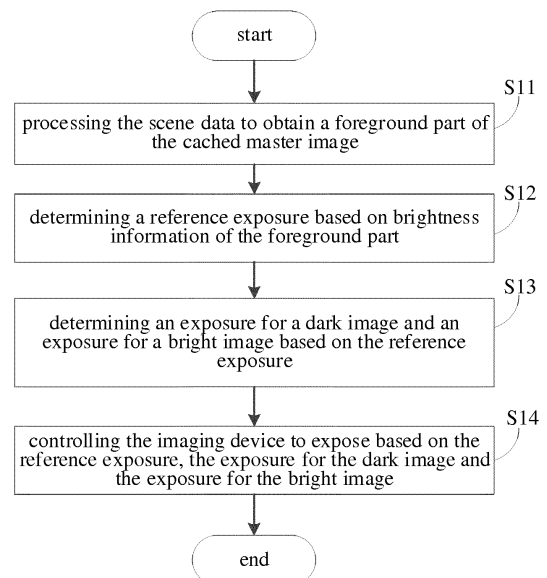 start
S11
processing the scene data to obtain a foreground part of
the cached master image
S12
determining a reference exposure based on brightness
information of the foreground part
S13
determining an exposure for a dark image and an
exposure for a bright image based on the reference
exposure
S14
controlling the imaging device to expose based on the
reference exposure, the exposure for the dark image and
the exposure for the bright image
end